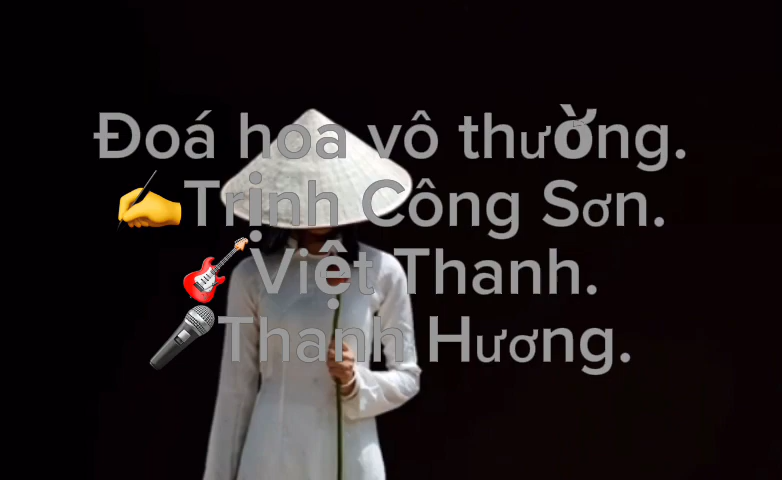 Đoá hoa vô thường.
✍️Trịnh Công Sơn.
🎸Việt Thanh.
🎤Thanh Hương.